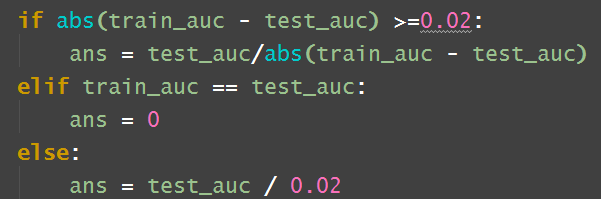 if abs(train_auc - test_auc) >=0.02:
    ans = test_auc/abs(train_auc - test_auc)
elif train_auc == test_auc:
    ans = 0
else:
    ans = test_auc / 0.02